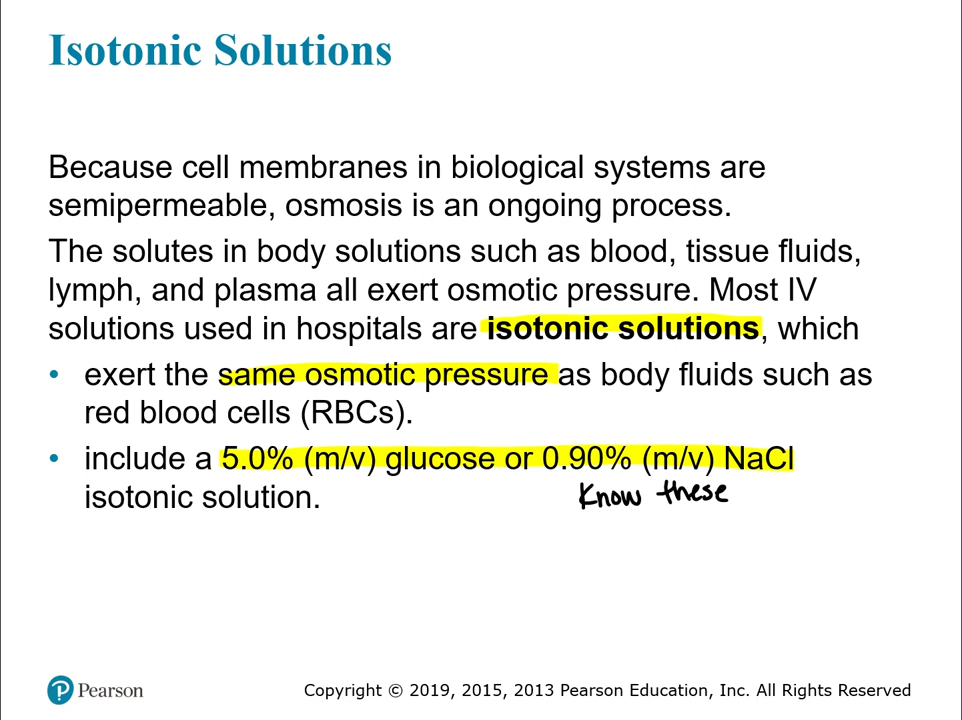 Isotonic Solutions
Because cell membranes in biological systems are
semipermeable, osmosis is an ongoing process.
The solutes in body solutions such as blood, tissue fluids,
lymph, and plasma all exert osmotic pressure. Most IV
solutions used in hospitals are isotonic solutions, which
• exert the same osmotic pressure as body fluids such as
red blood cells (RBCs).
• include a 5.0% (m/v) glucose or 0.90% (m/v) NaCl
isotonic solution.
Know these
Pearson
Copyright © 2019, 2015, 2013 Pearson Education, Inc. All Rights Reserved